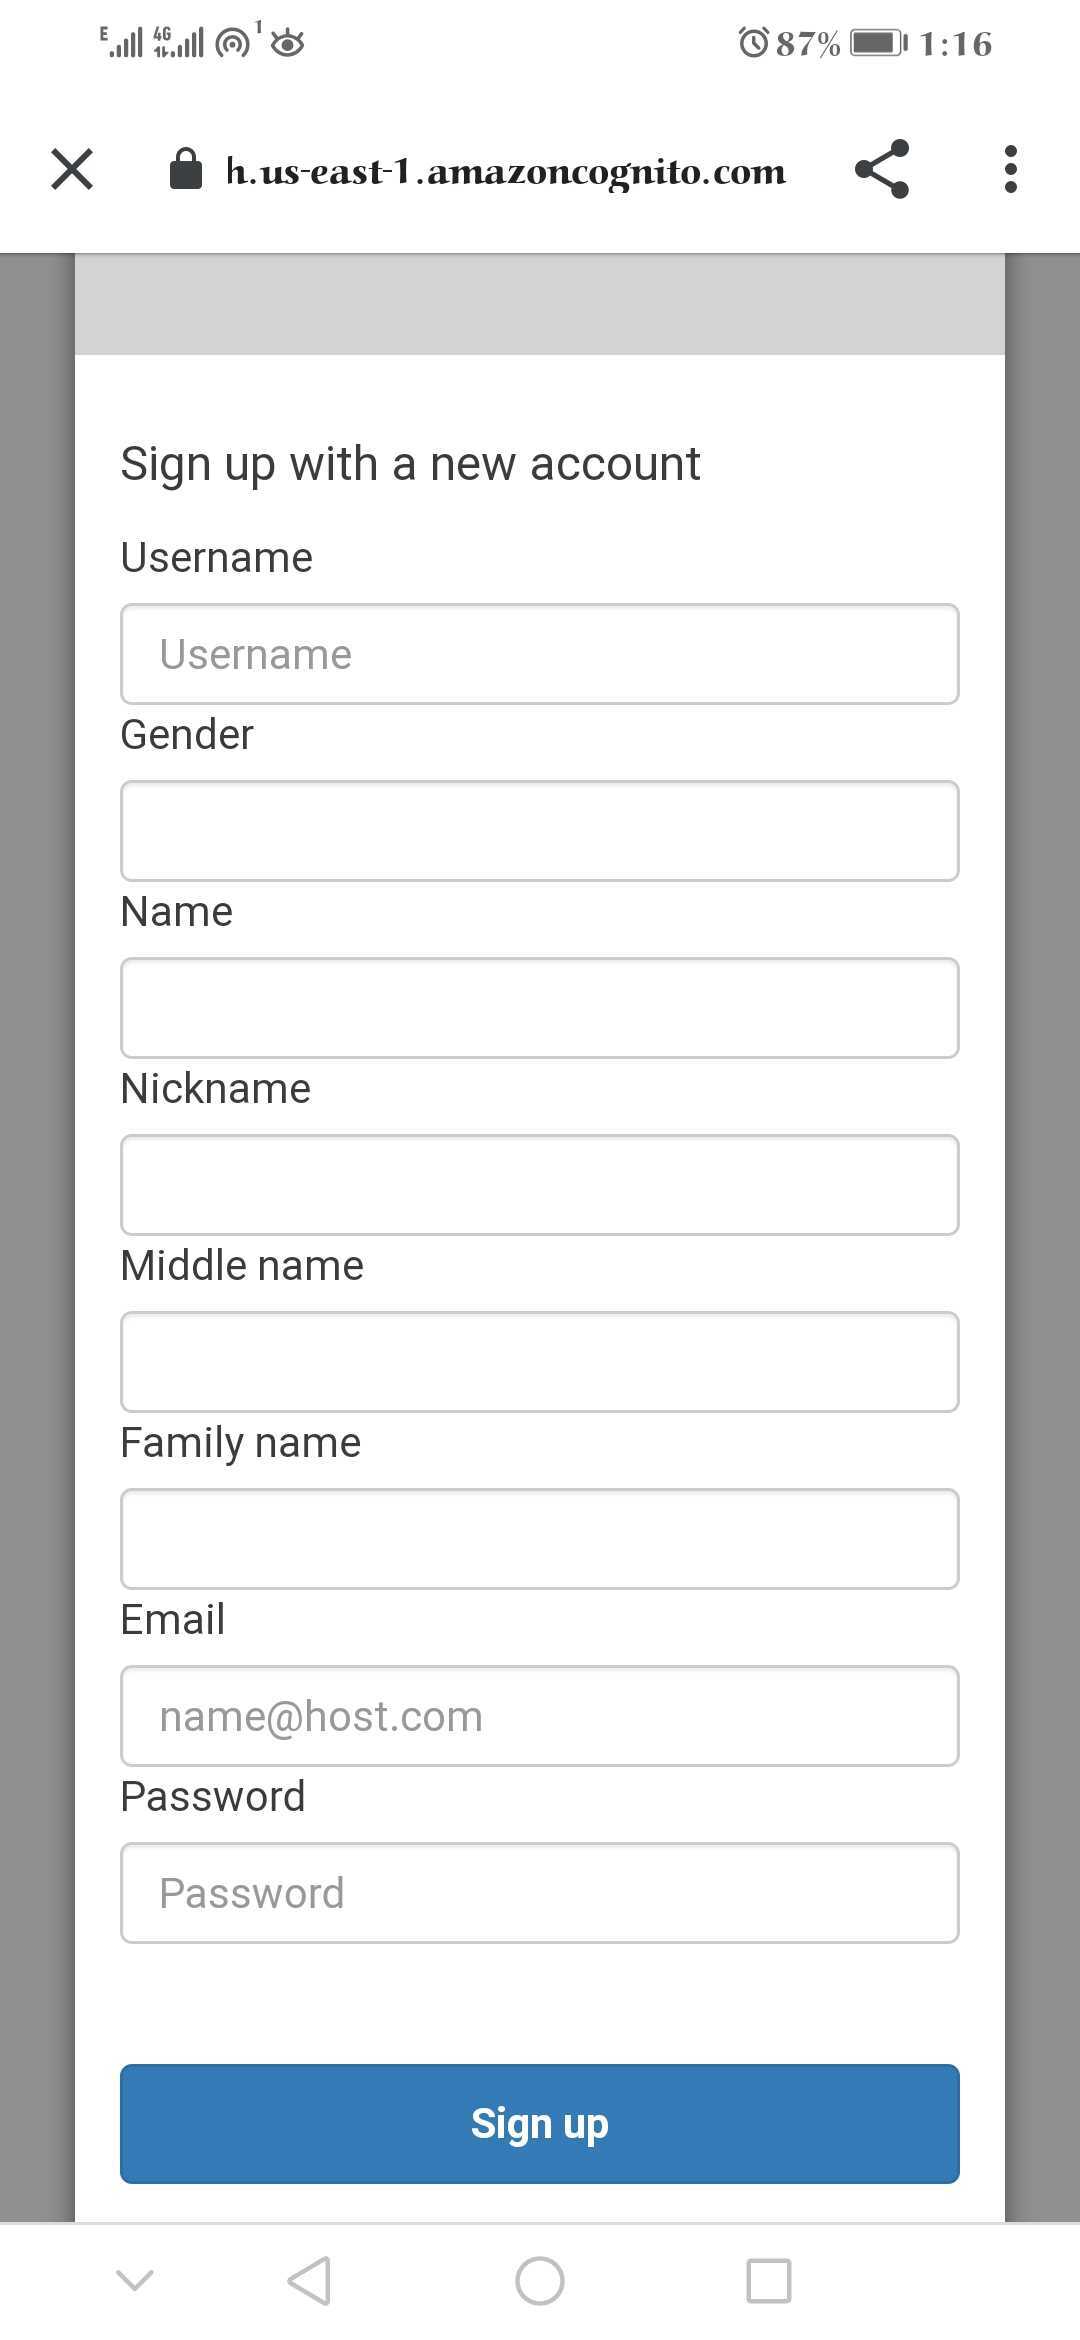 E 4G 1 87% 1:16
h.us-east-1.amazoncognito.com
Sign up with a new account
Username
Username
Gender
Name
Nickname
Middle name
Family name
Email
name@host.com
Password
Password
Sign up